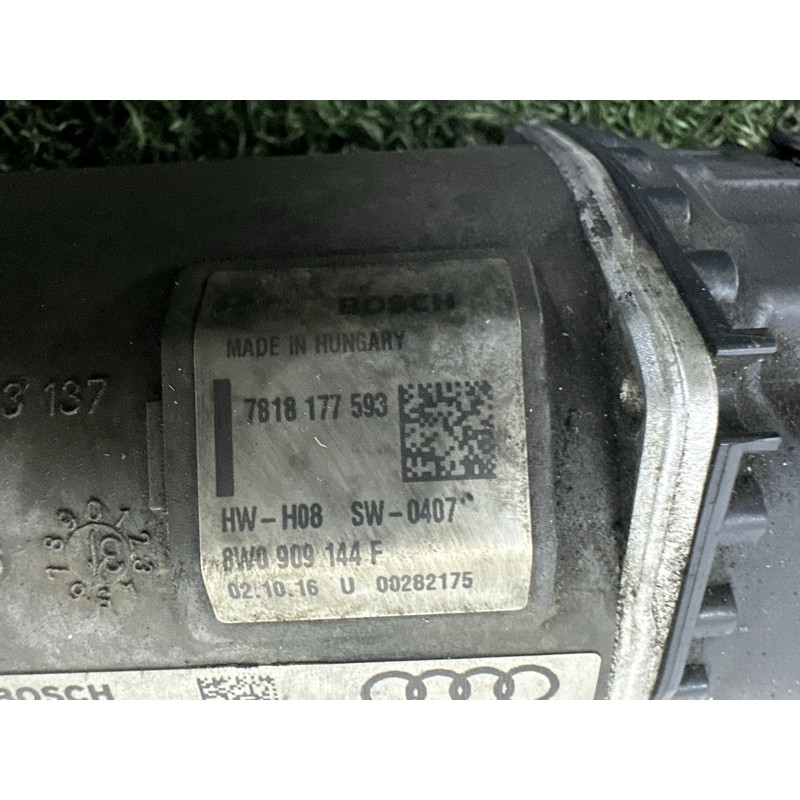 BOSCH
MADE IN HUNGARY
7818 177 593
HW-H08 SW-0407
8W0 909 144 F
02.10.16 U 00282175
3 137
BOSCH